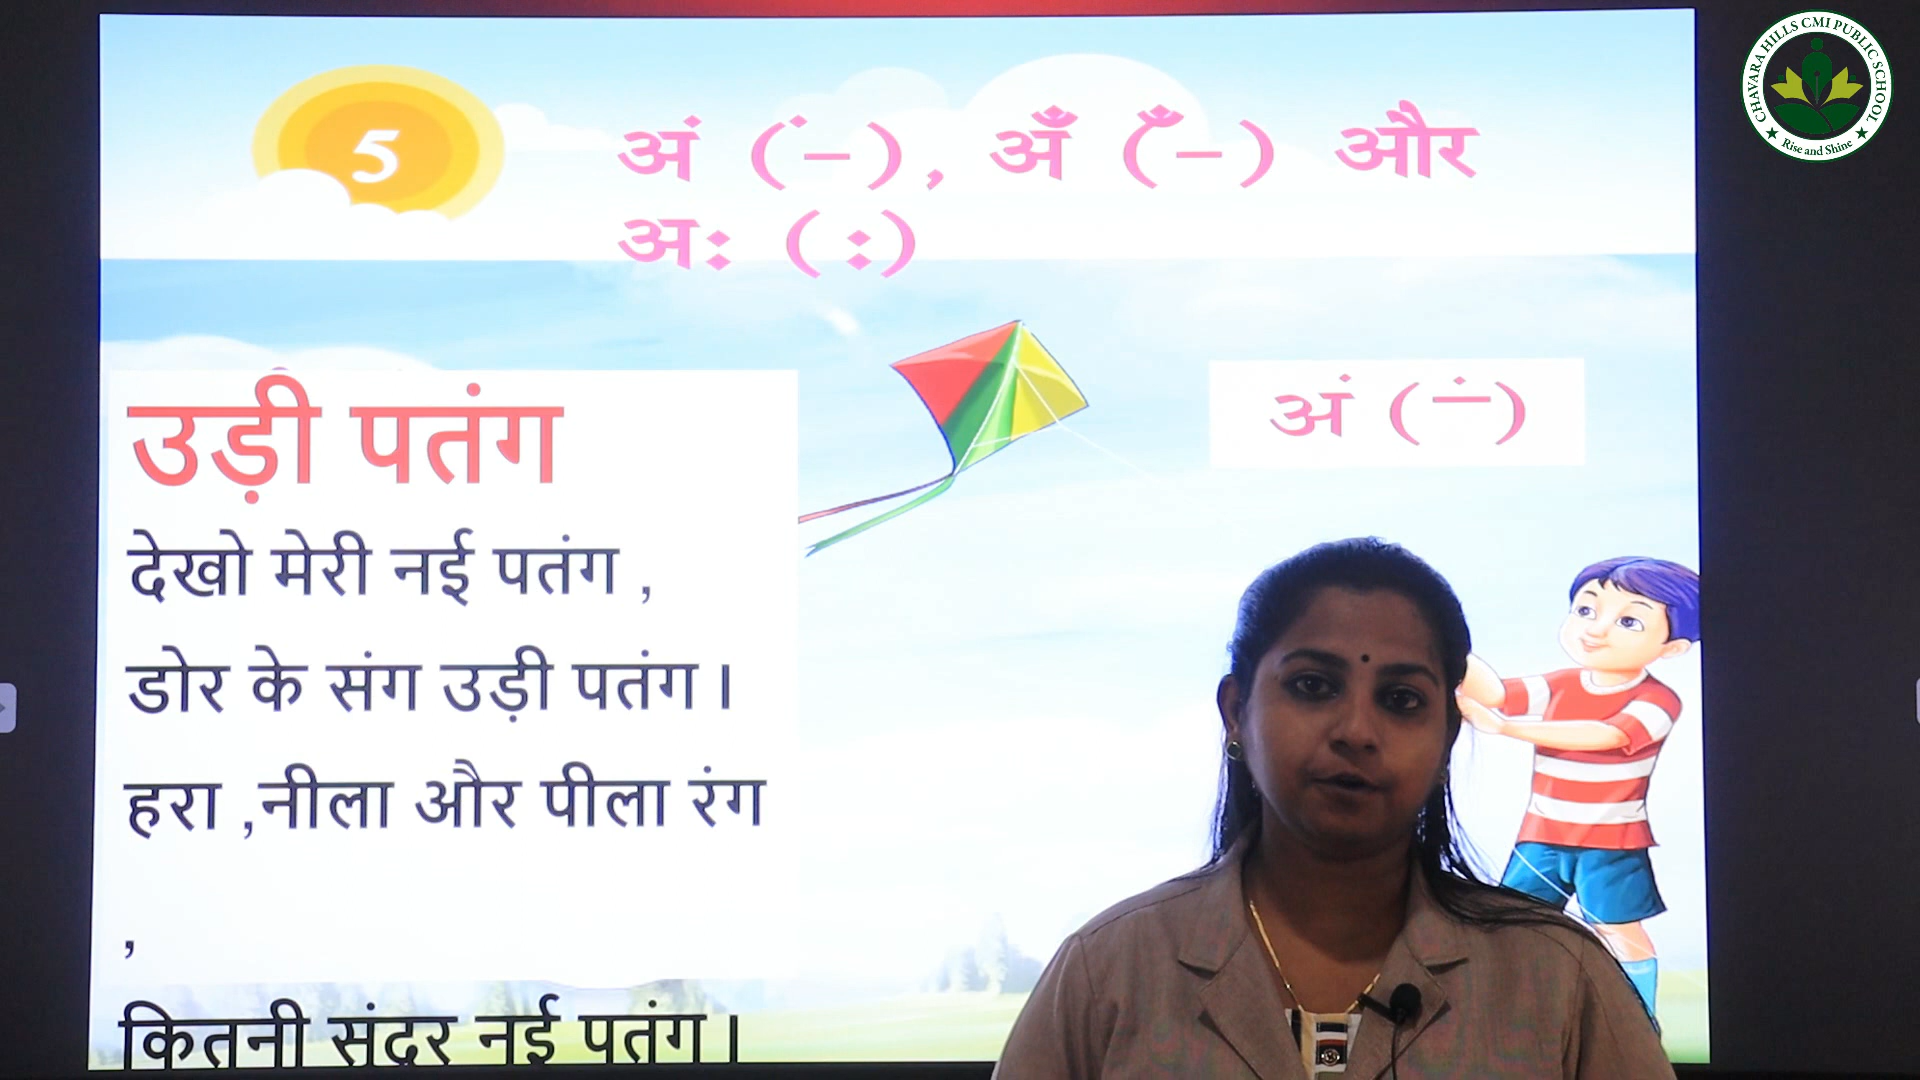 CHAVARA HILLS CMI PUBLIC SCHOOL
Rise and Shine
5
अं (ं–), अँ (ँ–) और
अः (ः)
अं (ं–)
उड़ी पतंग
देखो मेरी नई पतंग ,
डोर के संग उड़ी पतंग ।
हरा ,नीला और पीला रंग
,
कितनी संदर नई पतंग ।